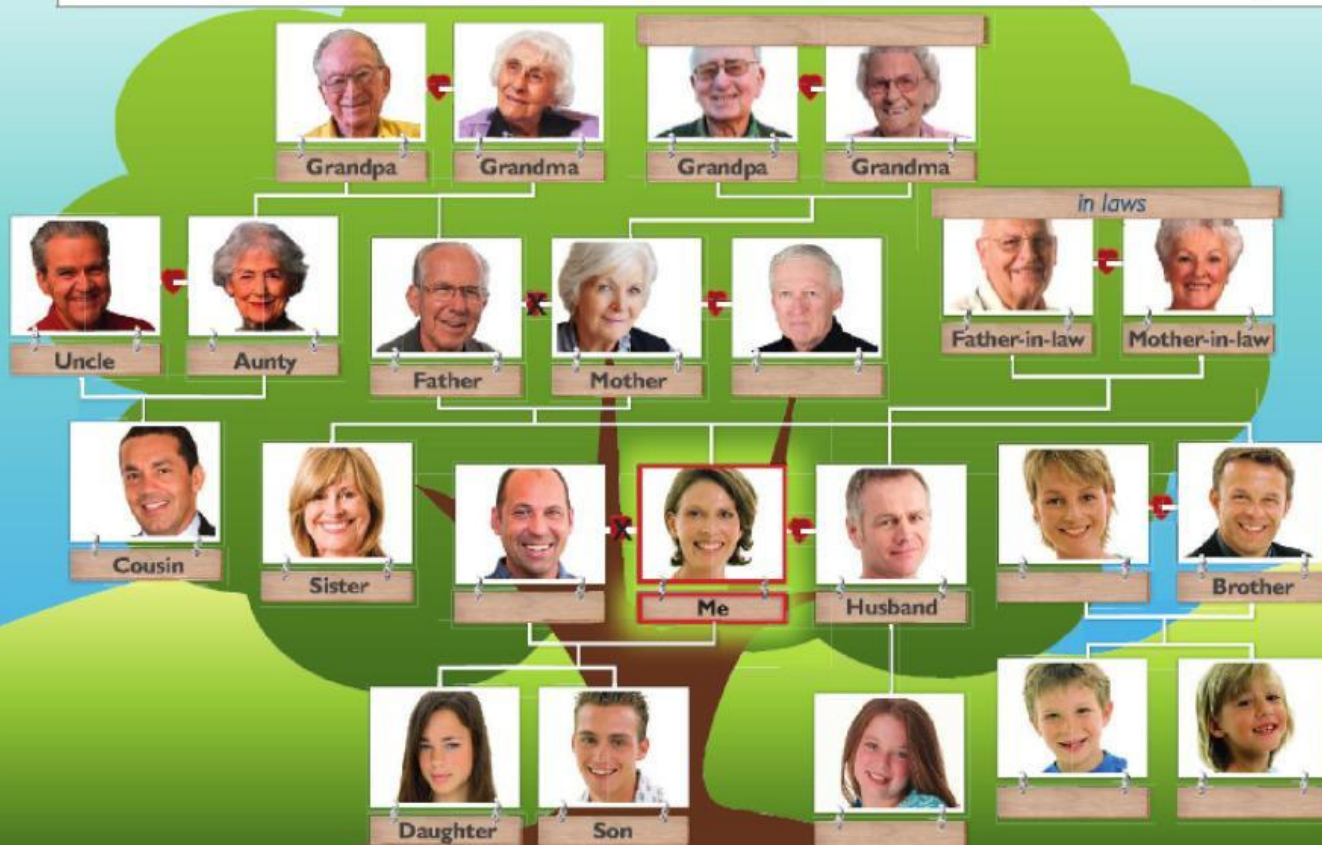 Grandpa
Grandma
Grandpa
Grandma
in laws
Uncle
Aunty
Father
Mother
Father-in-law
Mother-in-law
Cousin
Sister
Me
Husband
Brother
Daughter
Son